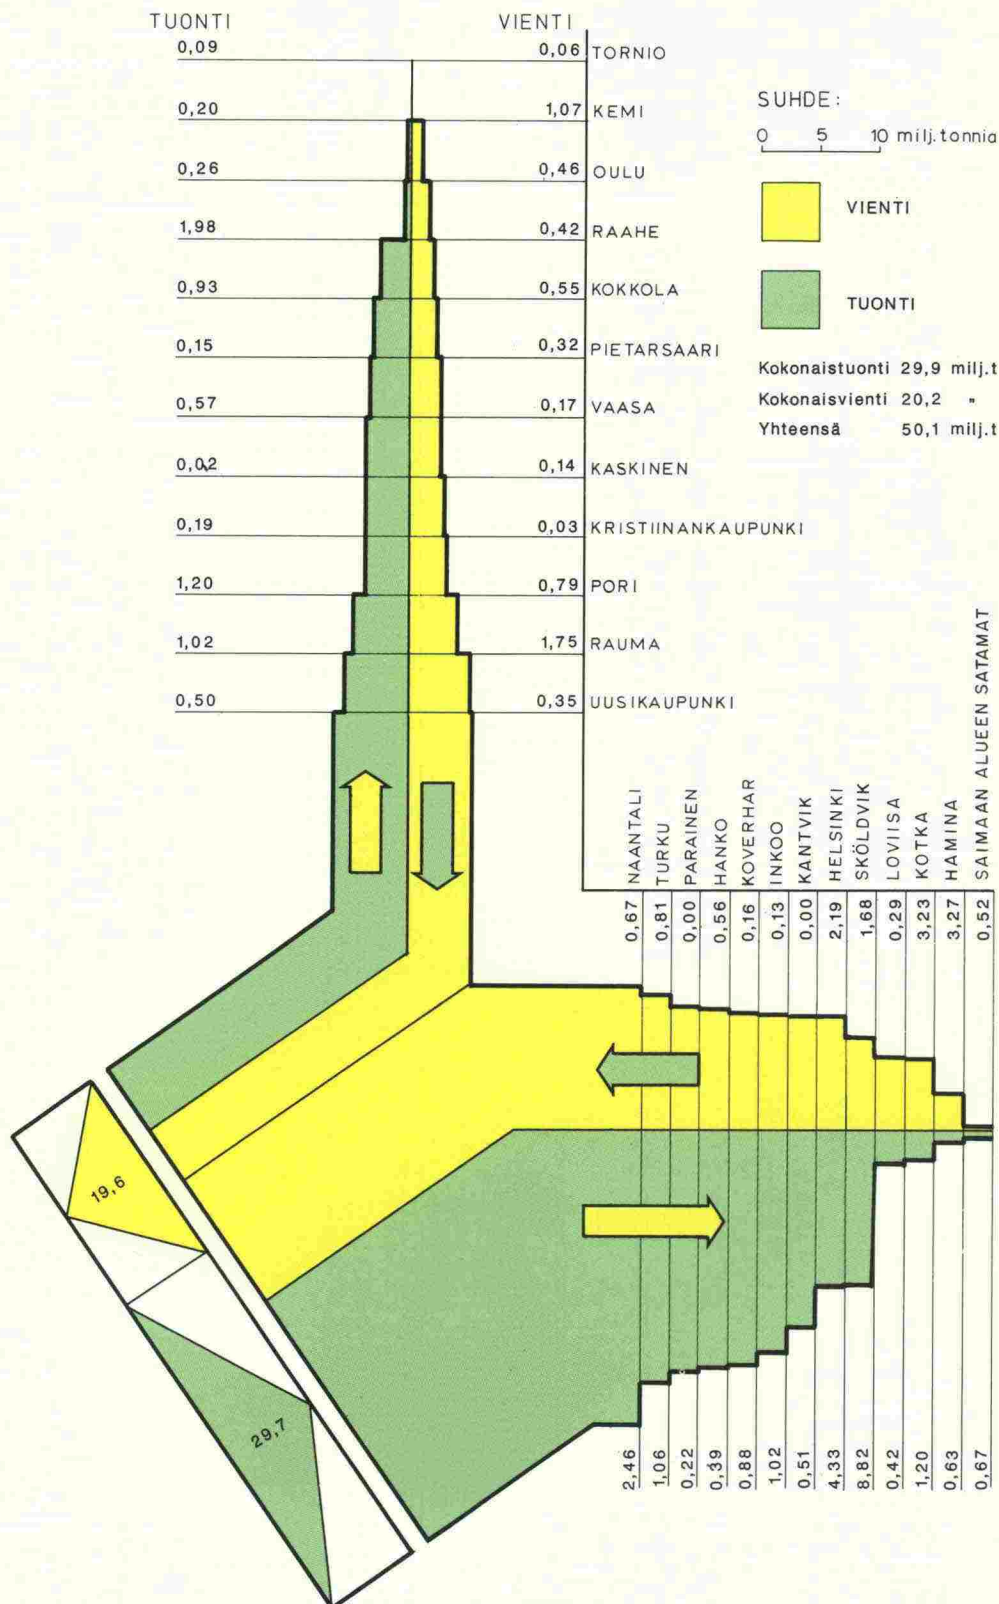 TUONTI VIENTI
0,09 0,06 TORNIO
0,20 1,07 KEMI
0,26 0,46 OULU
1,98 0,42 RAAHE
0,93 0,55 KOKKOLA
0,15 0,32 PIETARSAARI
0,57 0,17 VAASA
0,02 0,14 KASKINEN
0,19 0,03 KRISTIINANKAUPUNKI
1,20 0,79 PORI
1,02 1,75 RAUMA
0,50 0,35 UUSIKAUPUNKI
SUHDE:
0 5 10 milj.tonnia
VIENTI
TUONTI
Kokonaistuonti 29,9 milj.t
Kokonaisvienti 20,2 "
Yhteensä 50,1 milj.t
NAANTALI
TURKU
PARAINEN
HANKO
KOVERHAR
INKOO
KANTVIK
HELSINKI
SKÖLDVIK
LOVIISA
KOTKA
HAMINA
SAIMAAN ALUEEN SATAMAT
0,67
0,81
0,00
0,56
0,16
0,13
0,00
2,19
1,68
0,29
3,23
3,27
0,52
19,6
29,7
2,46
1,06
0,22
0,39
0,88
1,02
0,51
4,33
8,82
0,42
1,20
0,63
0,67